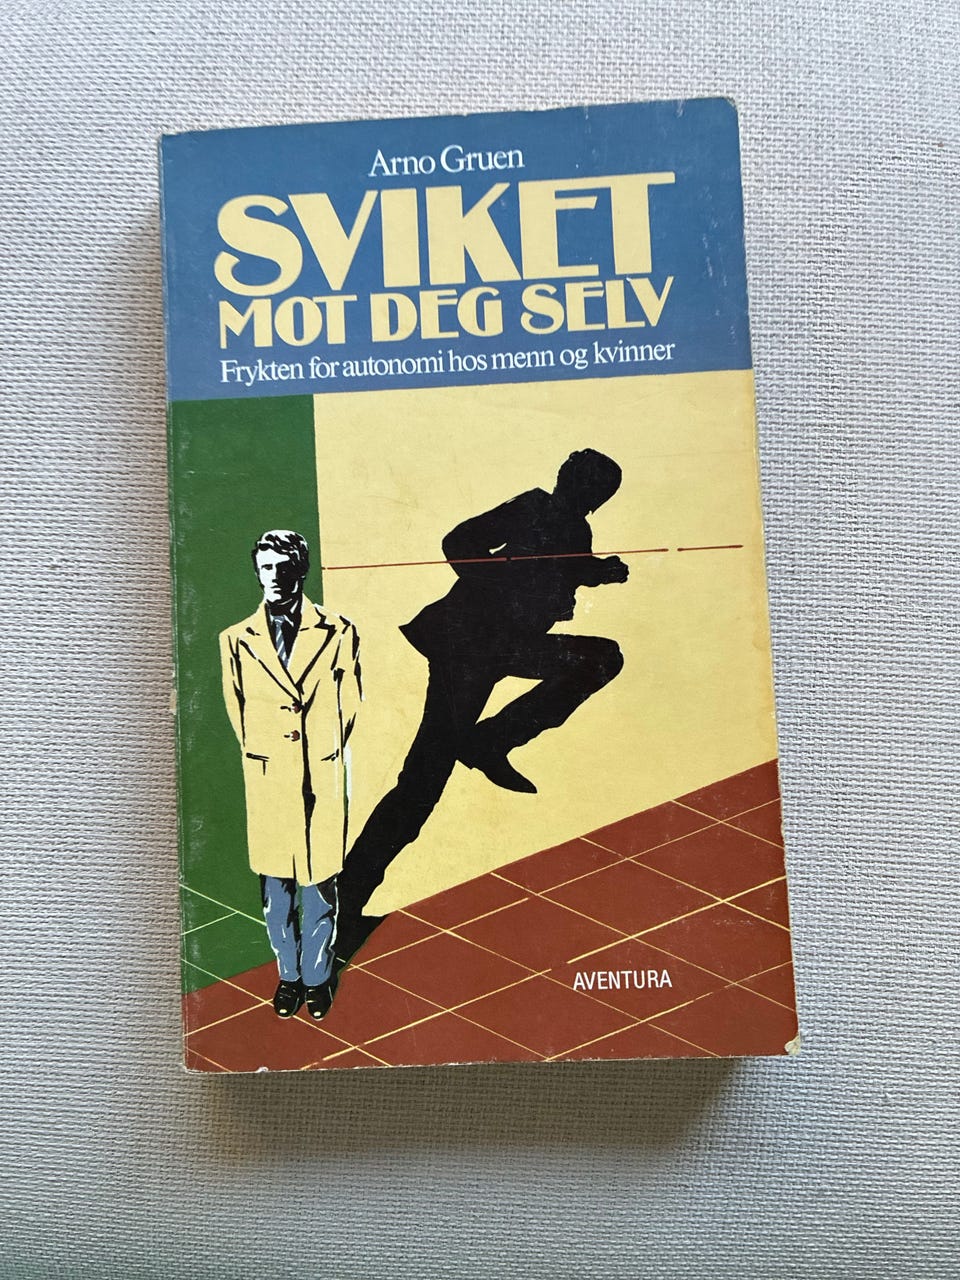 Arno Gruen
SVIKET
MOT DEG SELV
Frykten for autonomi hos menn og kvinner
AVENTURA